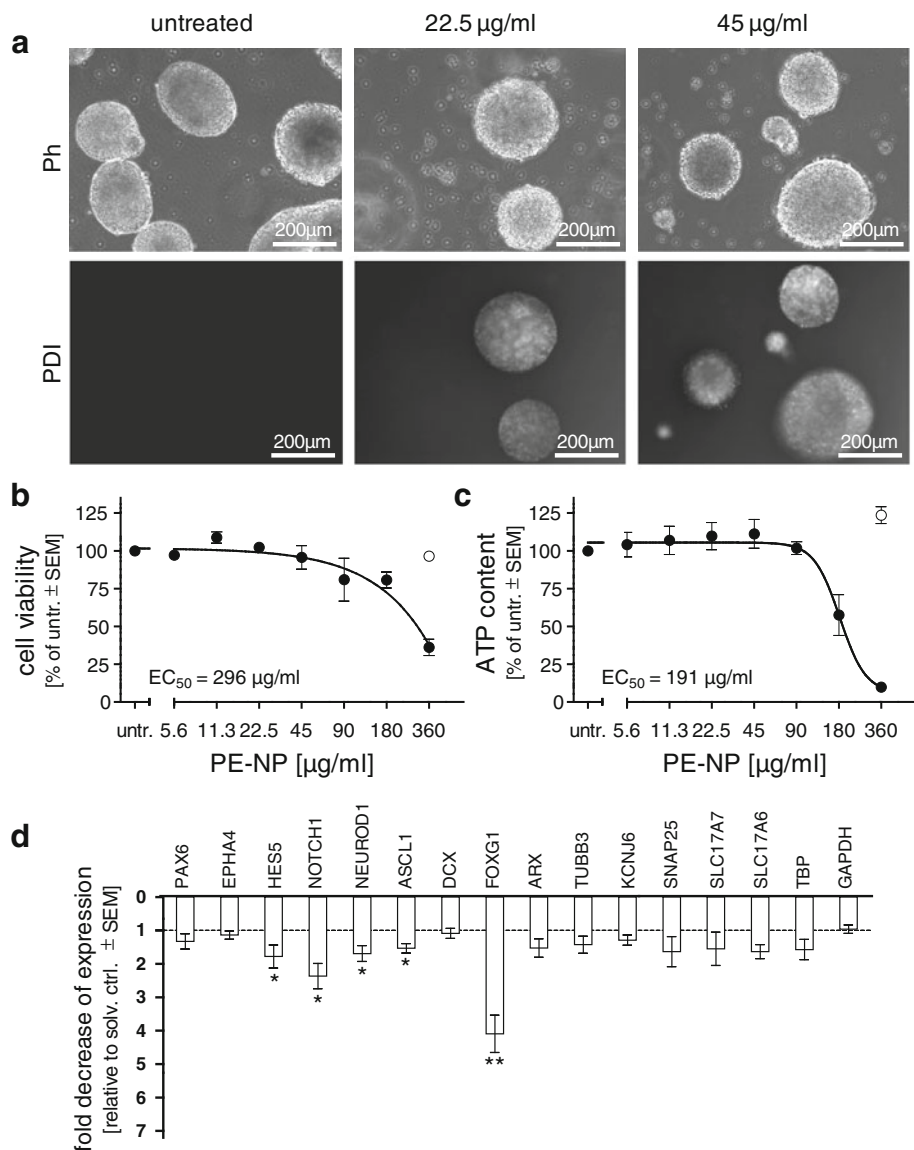 untreated 22.5 µg/ml 45 µg/ml
a
Ph
200µm 200µm 200µm
PDI
200µm 200µm 200µm
b
cell viability
[% of untr. ± SEM]
125
100
75
50
25
0
EC50 = 296 µg/ml
untr. 5.6 11.3 22.5 45 90 180 360
PE-NP [µg/ml]
c
ATP content
[% of untr. ± SEM]
125
100
75
50
25
0
EC50 = 191 µg/ml
untr. 5.6 11.3 22.5 45 90 180 360
PE-NP [µg/ml]
d
PAX6 EPHA4 HES5 NOTCH1 NEUROD1 ASCL1 DCX FOXG1 ARX TUBB3 KCNJ6 SNAP25 SLC17A7 SLC17A6 TBP GAPDH
fold decrease of expression
[relative to solv. ctrl. ± SEM]
0
1
2
3
4
5
6
7
* * * *
**